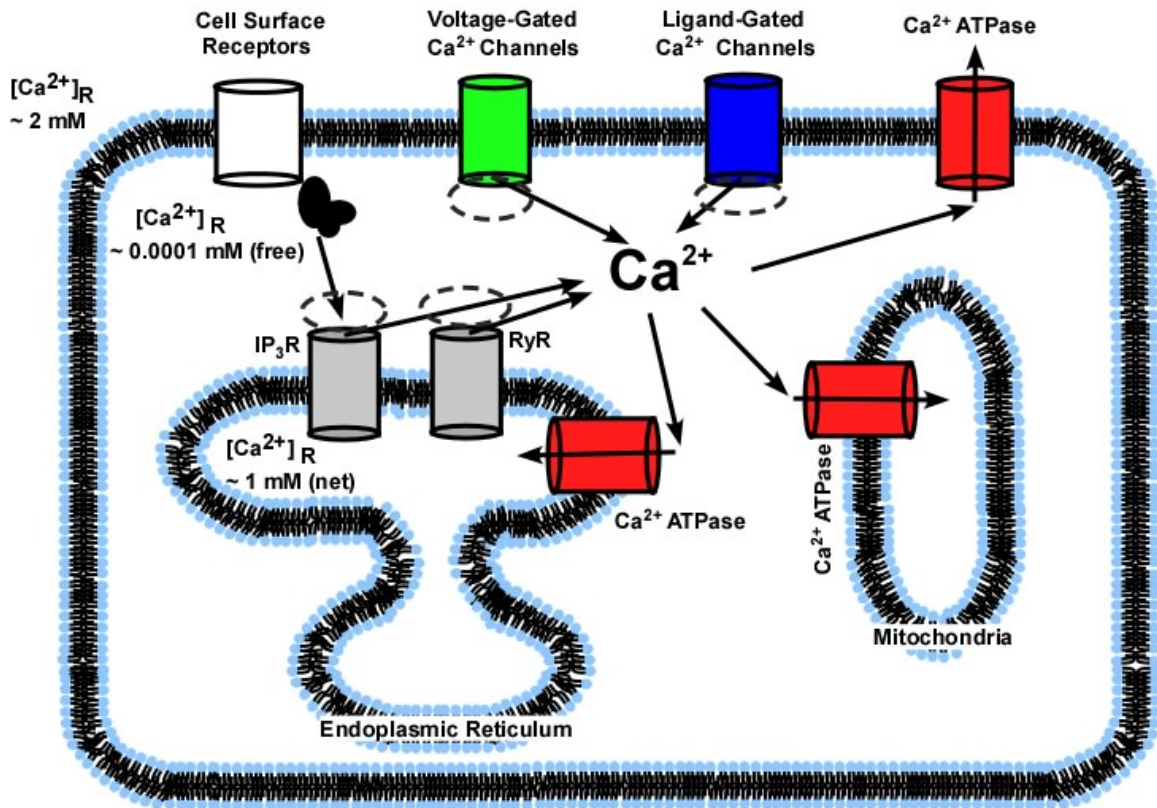 Cell Surface
Receptors
Voltage-Gated
Ca²⁺ Channels
Ligand-Gated
Ca²⁺ Channels
Ca²⁺ ATPase
[Ca²⁺]R
~ 2 mM
[Ca²⁺] R
~ 0.0001 mM (free)
Ca²⁺
IP₃R
RyR
[Ca²⁺] R
~ 1 mM (net)
Ca²⁺ ATPase
Ca²⁺ ATPase
Mitochondria
Endoplasmic Reticulum